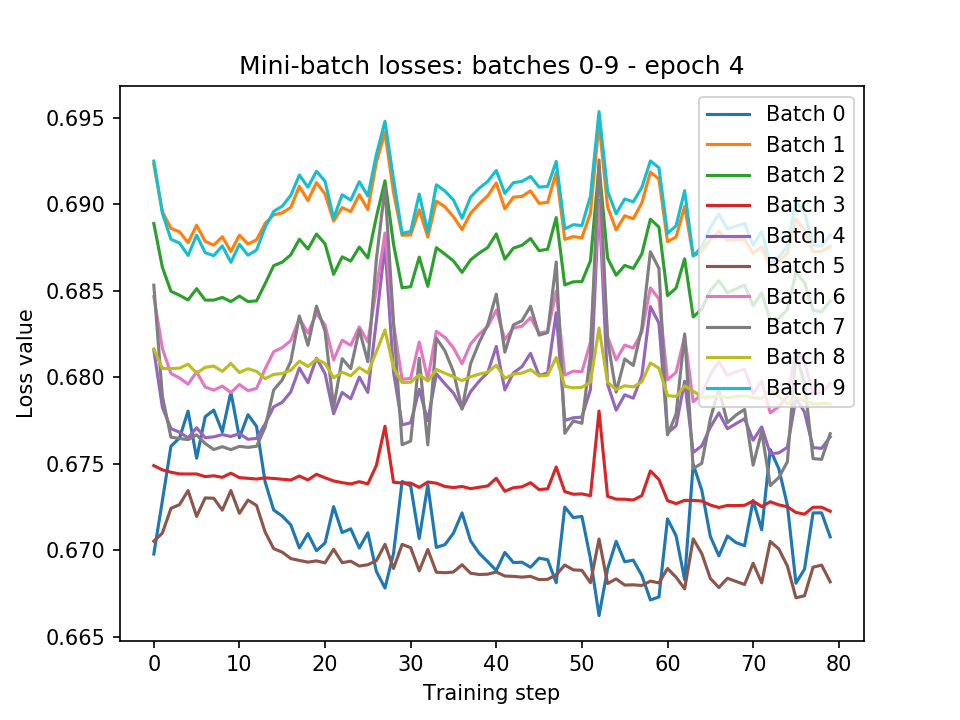 Mini-batch losses: batches 0-9 - epoch 4
0.695
0.690
0.685
0.680
0.675
0.670
0.665
Loss value
0
10
20
30
40
50
60
70
80
Training step
Batch 0
Batch 1
Batch 2
Batch 3
Batch 4
Batch 5
Batch 6
Batch 7
Batch 8
Batch 9